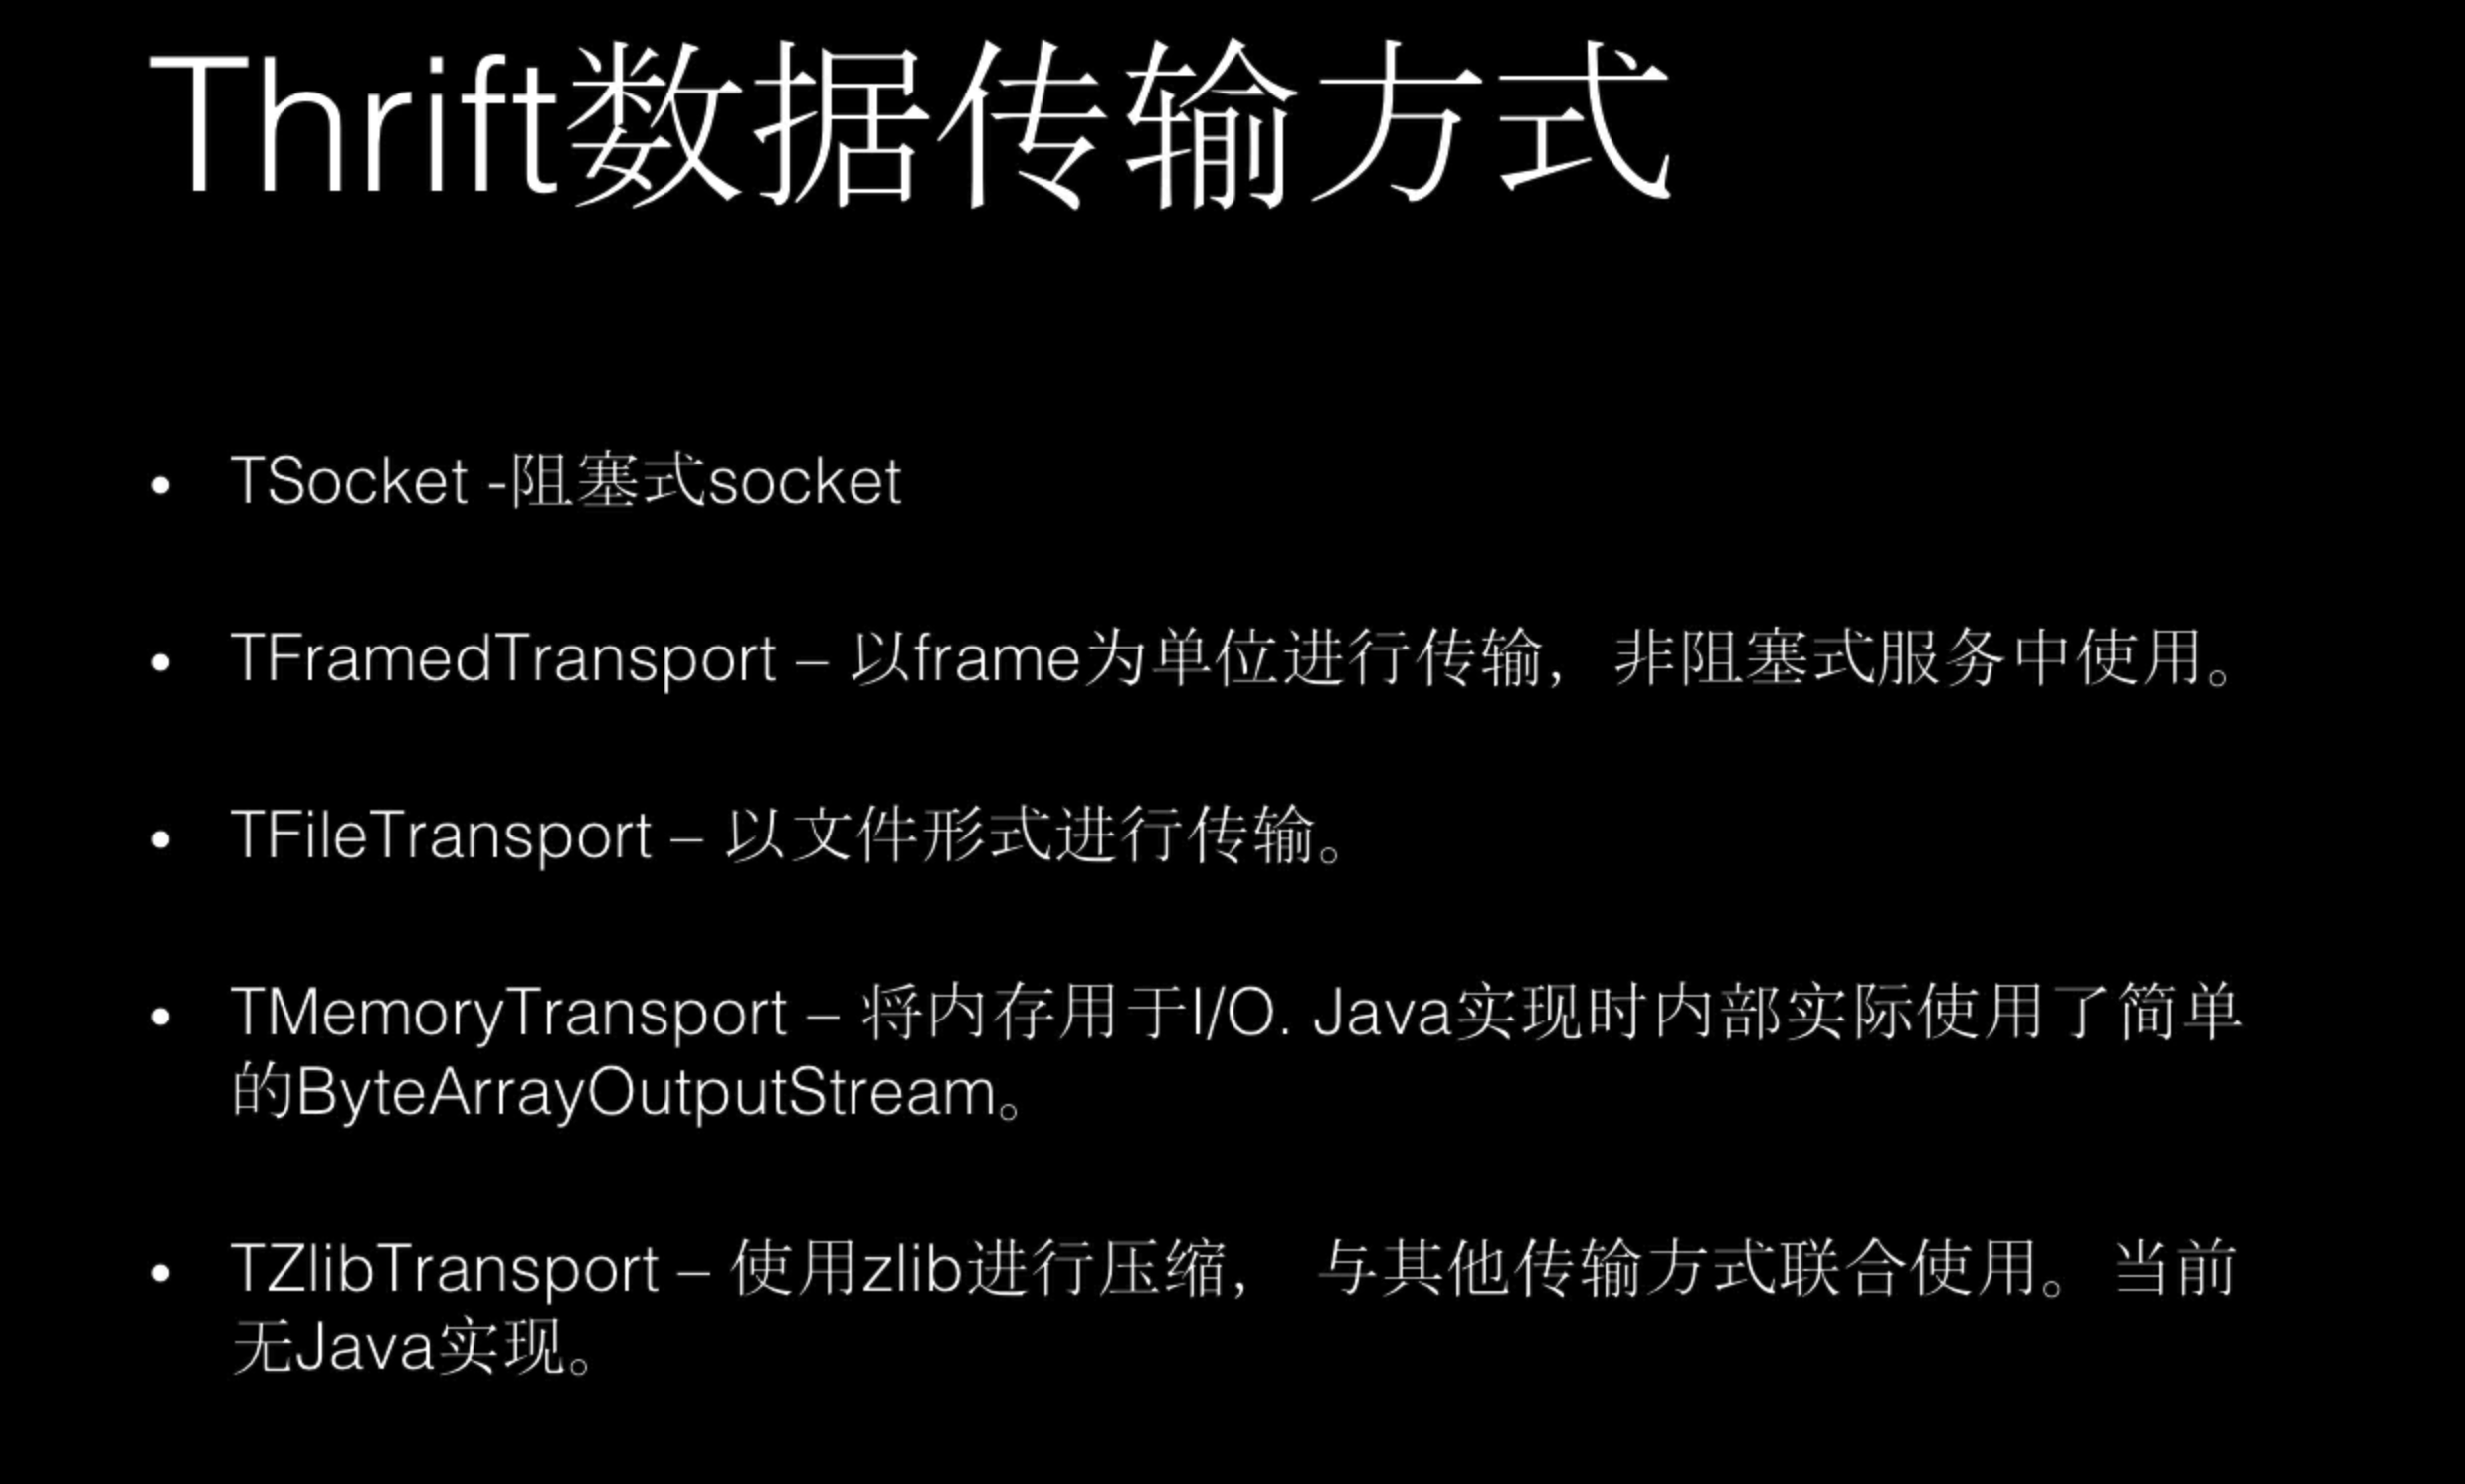 Thrift数据传输方式
• TSocket -阻塞式socket
• TFramedTransport – 以frame为单位进行传输，非阻塞式服务中使用。
• TFileTransport – 以文件形式进行传输。
• TMemoryTransport – 将内存用于I/O. Java实现时内部实际使用了简单
的ByteArrayOutputStream。
• TZlibTransport – 使用zlib进行压缩， 与其他传输方式联合使用。当前
无Java实现。